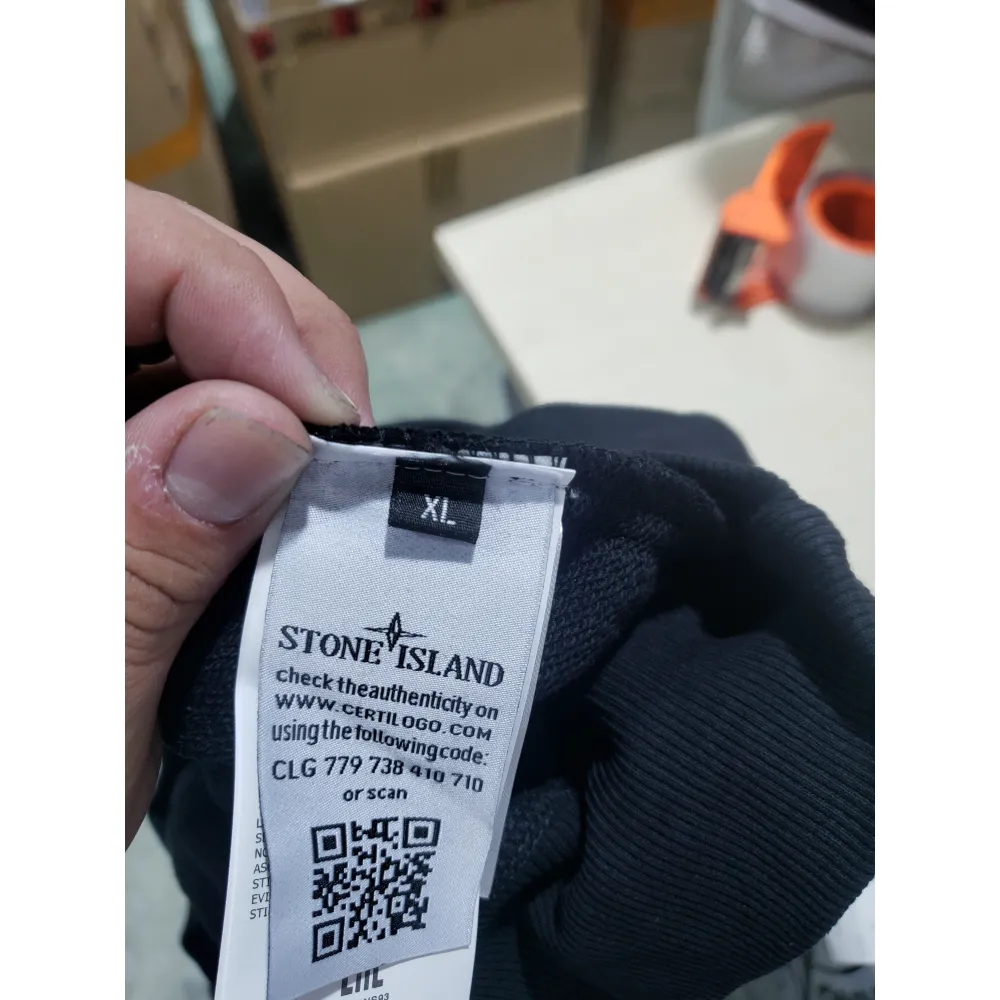 XL
STONE ISLAND
check the authenticity on
WWW.CERTILOGO.COM
using the following code:
CLG 779 738 410 710
or scan